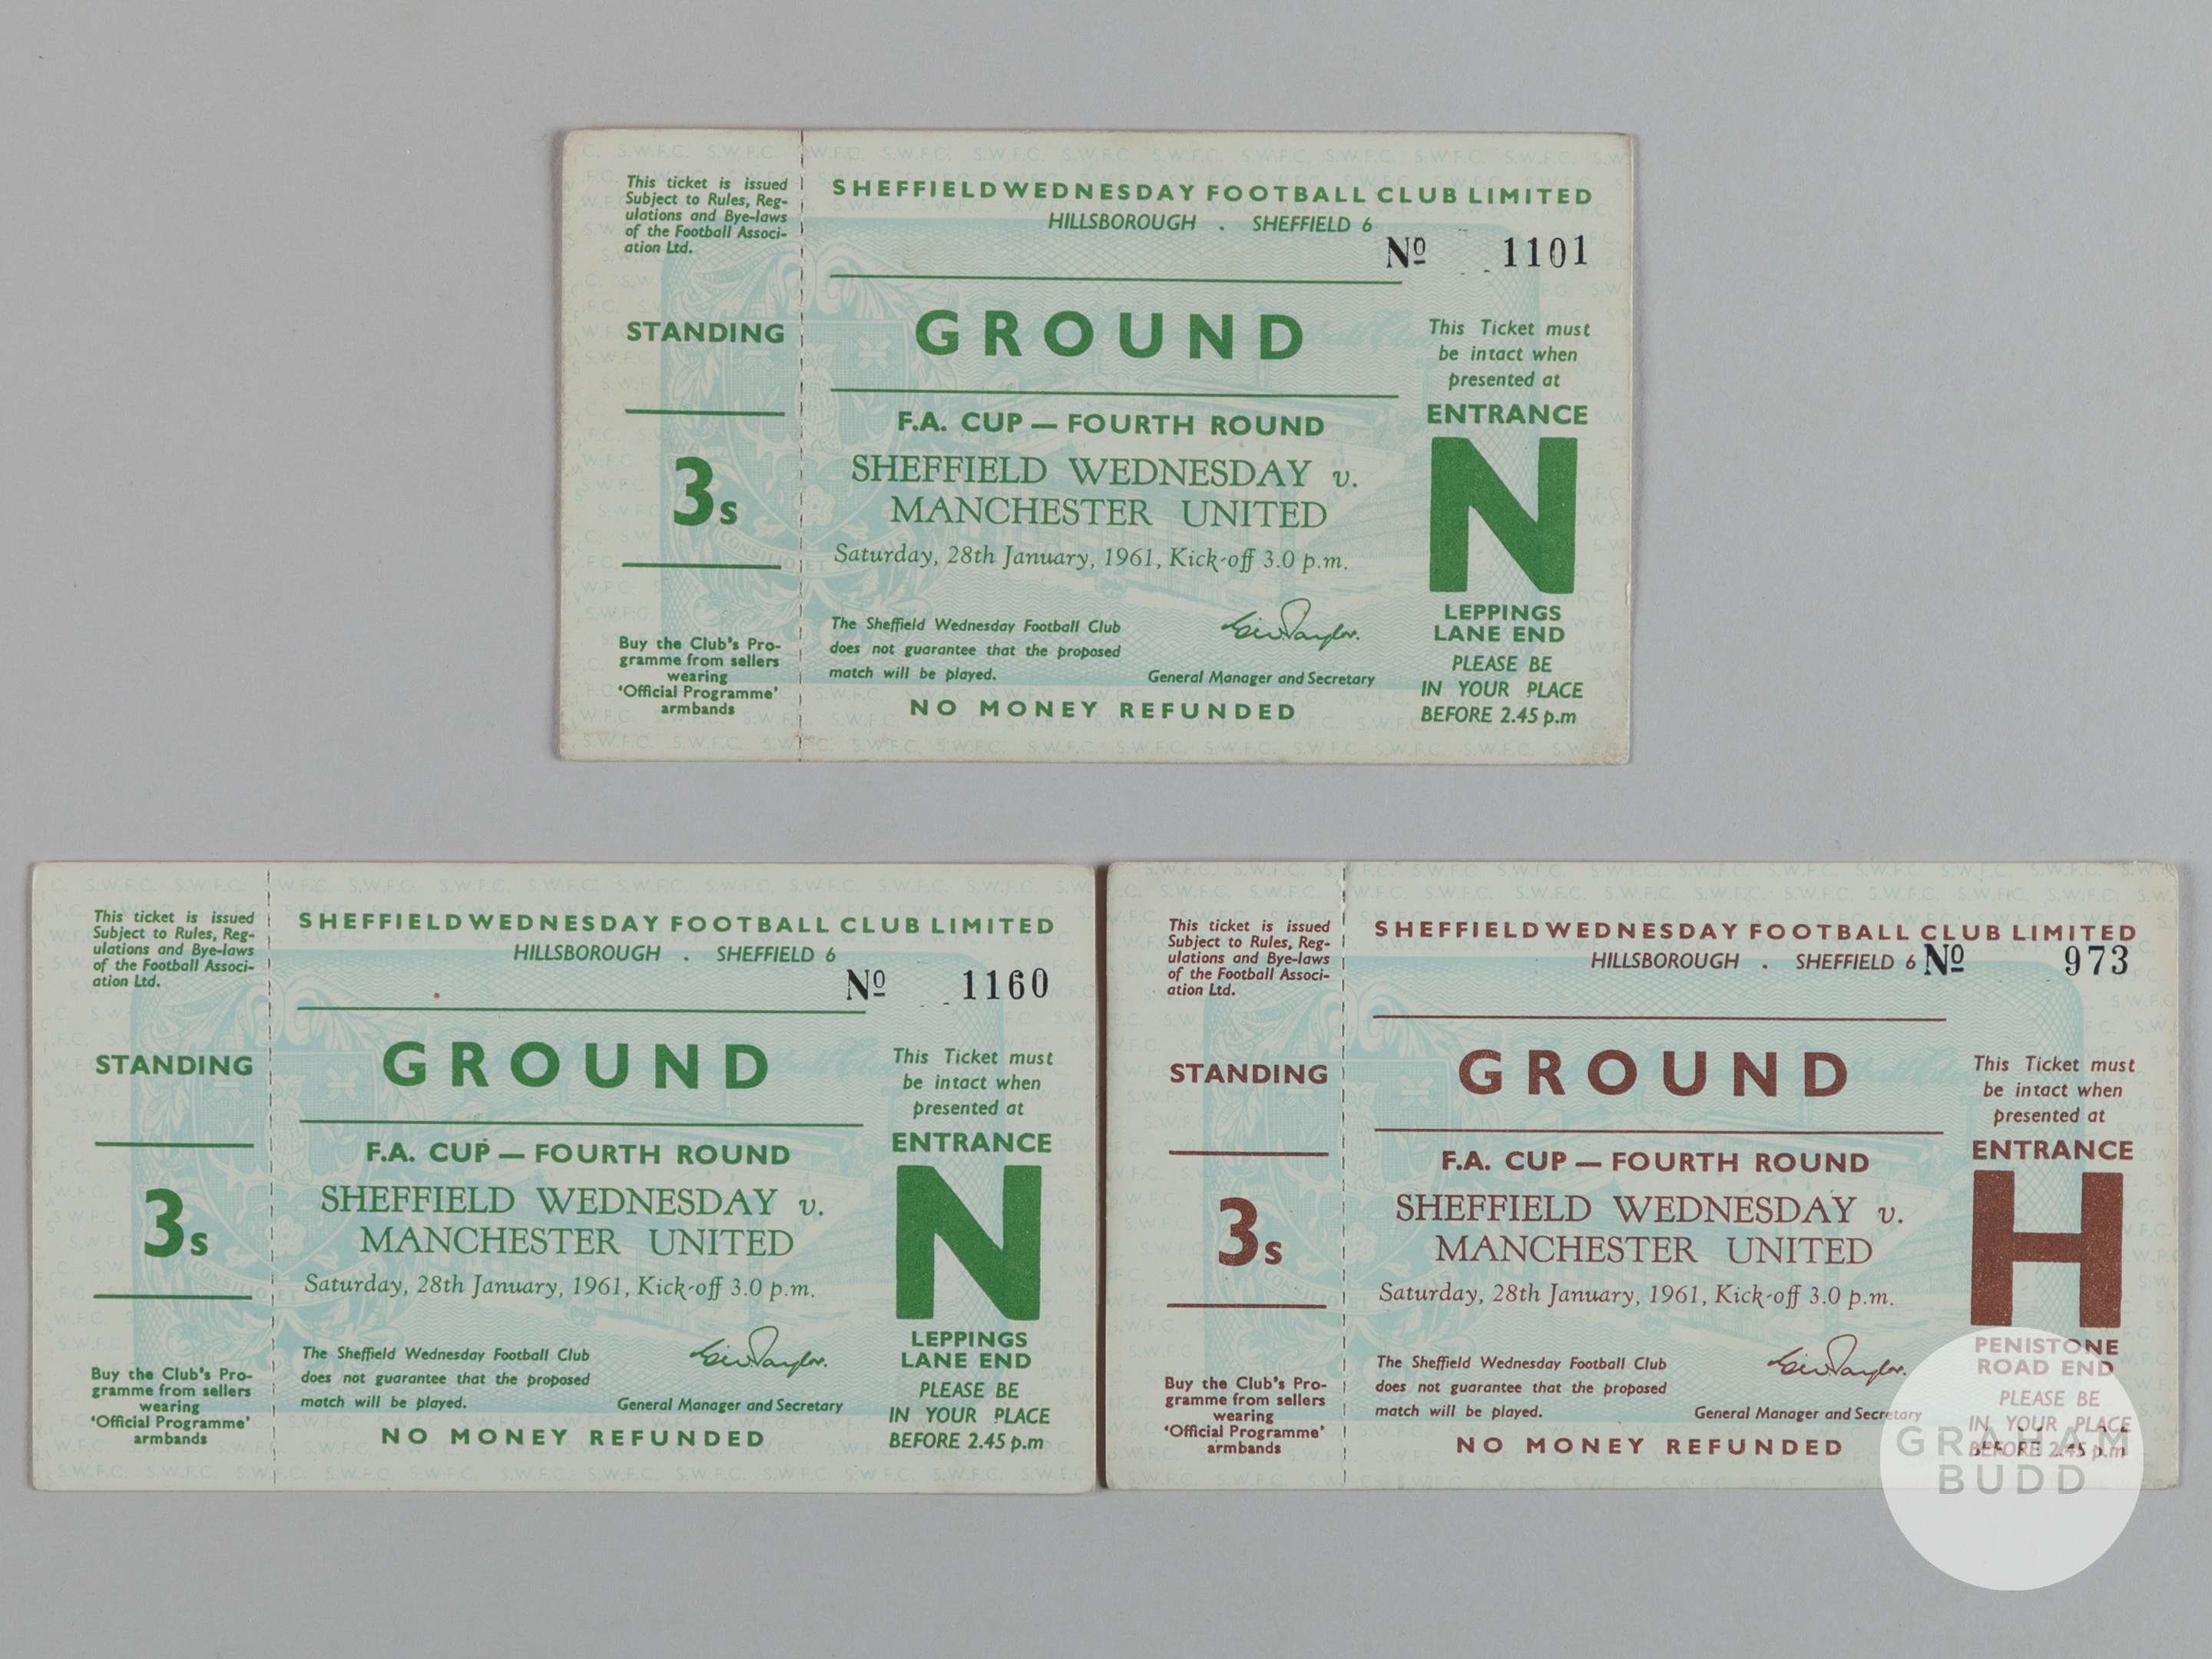 This ticket is issued
Subject to Rules, Reg-
ulations and Bye-laws
of the Football Associ-
ation Ltd.
STANDING
3s
Buy the Club's Pro-
gramme from sellers
wearing
'Official Programme'
armbands
SHEFFIELD WEDNESDAY FOOTBALL CLUB LIMITED
HILLSBOROUGH . SHEFFIELD 6
Nº 1101
GROUND
F.A. CUP — FOURTH ROUND
SHEFFIELD WEDNESDAY v.
MANCHESTER UNITED
Saturday, 28th January, 1961, Kick-off 3.0 p.m.
The Sheffield Wednesday Football Club
does not guarantee that the proposed
match will be played.
Eric Taylor.
General Manager and Secretary
NO MONEY REFUNDED
This Ticket must
be intact when
presented at
ENTRANCE
N
LEPPINGS
LANE END
PLEASE BE
IN YOUR PLACE
BEFORE 2.45 p.m
This ticket is issued
Subject to Rules, Reg-
ulations and Bye-laws
of the Football Associ-
ation Ltd.
STANDING
3s
Buy the Club's Pro-
gramme from sellers
wearing
'Official Programme'
armbands
SHEFFIELD WEDNESDAY FOOTBALL CLUB LIMITED
HILLSBOROUGH . SHEFFIELD 6
Nº 1160
GROUND
F.A. CUP — FOURTH ROUND
SHEFFIELD WEDNESDAY v.
MANCHESTER UNITED
Saturday, 28th January, 1961, Kick-off 3.0 p.m.
The Sheffield Wednesday Football Club
does not guarantee that the proposed
match will be played.
Eric Taylor.
General Manager and Secretary
NO MONEY REFUNDED
This Ticket must
be intact when
presented at
ENTRANCE
N
LEPPINGS
LANE END
PLEASE BE
IN YOUR PLACE
BEFORE 2.45 p.m
This ticket is issued
Subject to Rules, Reg-
ulations and Bye-laws
of the Football Associ-
ation Ltd.
STANDING
3s
Buy the Club's Pro-
gramme from sellers
wearing
'Official Programme'
armbands
SHEFFIELD WEDNESDAY FOOTBALL CLUB LIMITED
HILLSBOROUGH . SHEFFIELD 6 Nº 973
GROUND
F.A. CUP — FOURTH ROUND
SHEFFIELD WEDNESDAY v.
MANCHESTER UNITED
Saturday, 28th January, 1961, Kick-off 3.0 p.m.
The Sheffield Wednesday Football Club
does not guarantee that the proposed
match will be played.
Eric Taylor.
General Manager and Secretary
NO MONEY REFUNDED
This Ticket must
be intact when
presented at
ENTRANCE
H
PENISTONE
ROAD END
PLEASE BE
IN YOUR PLACE
BEFORE 2.45 p.m
GRAHAM
BUDD